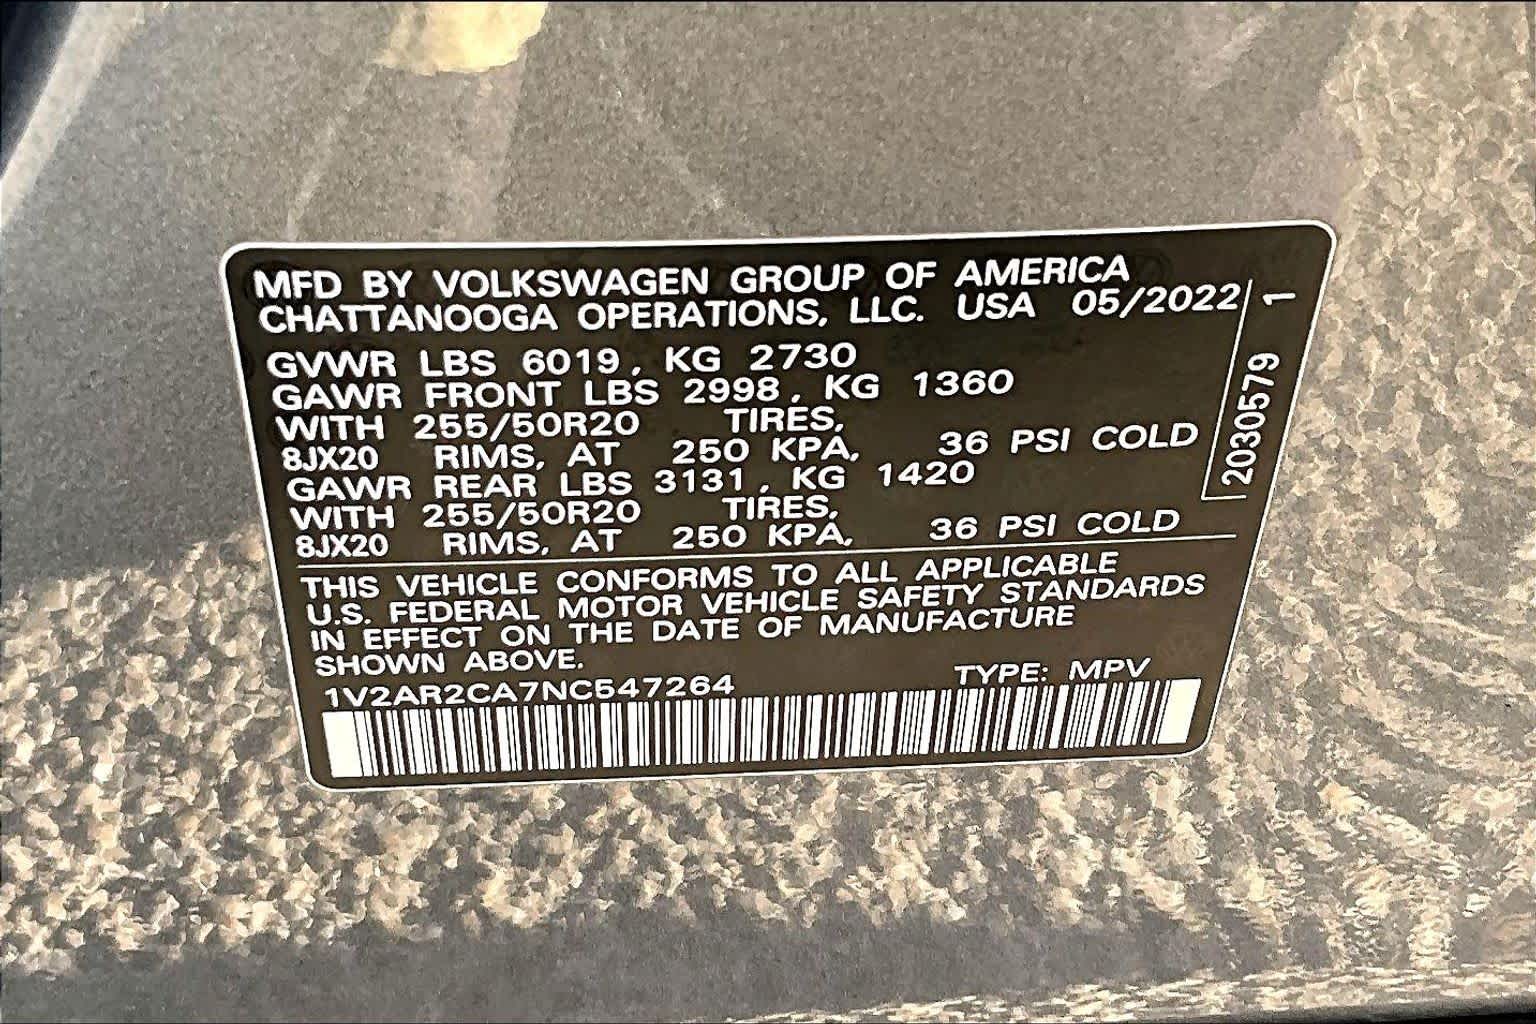 MFD BY VOLKSWAGEN GROUP OF AMERICA
CHATTANOOGA OPERATIONS, LLC. USA 05/2022
GVWR LBS 6019, KG 2730
GAWR FRONT LBS 2998, KG 1360
WITH 255/50R20 TIRES,
8JX20 RIMS, AT 250 KPA, 36 PSI COLD
GAWR REAR LBS 3131, KG 1420
WITH 255/50R20 TIRES,
8JX20 RIMS, AT 250 KPA, 36 PSI COLD
THIS VEHICLE CONFORMS TO ALL APPLICABLE
U.S. FEDERAL MOTOR VEHICLE SAFETY STANDARDS
IN EFFECT ON THE DATE OF MANUFACTURE
SHOWN ABOVE.
1V2AR2CA7NC547264 TYPE: MPV
2030579 1